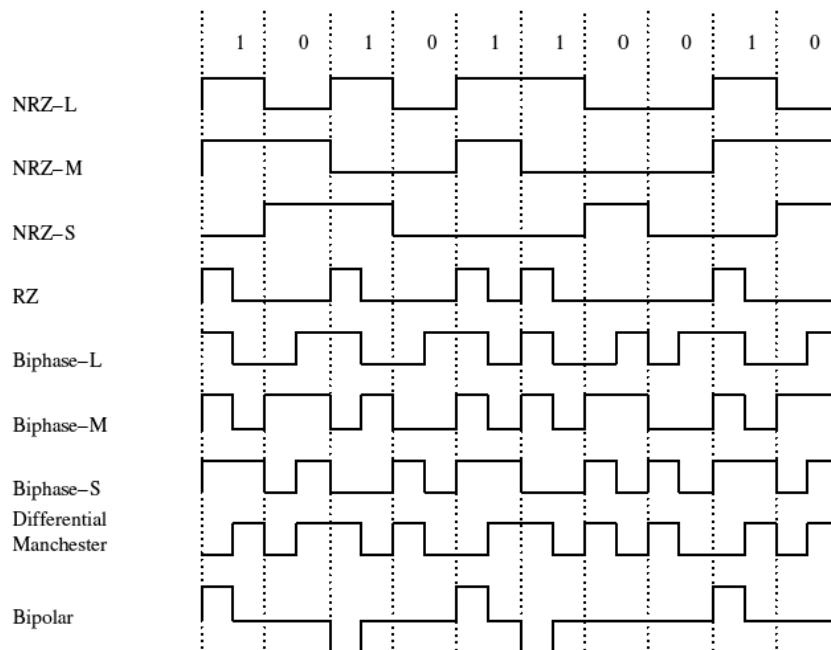 1 0 1 0 1 1 0 0 1 0
NRZ–L
NRZ–M
NRZ–S
RZ
Biphase–L
Biphase–M
Biphase–S
Differential
Manchester
Bipolar